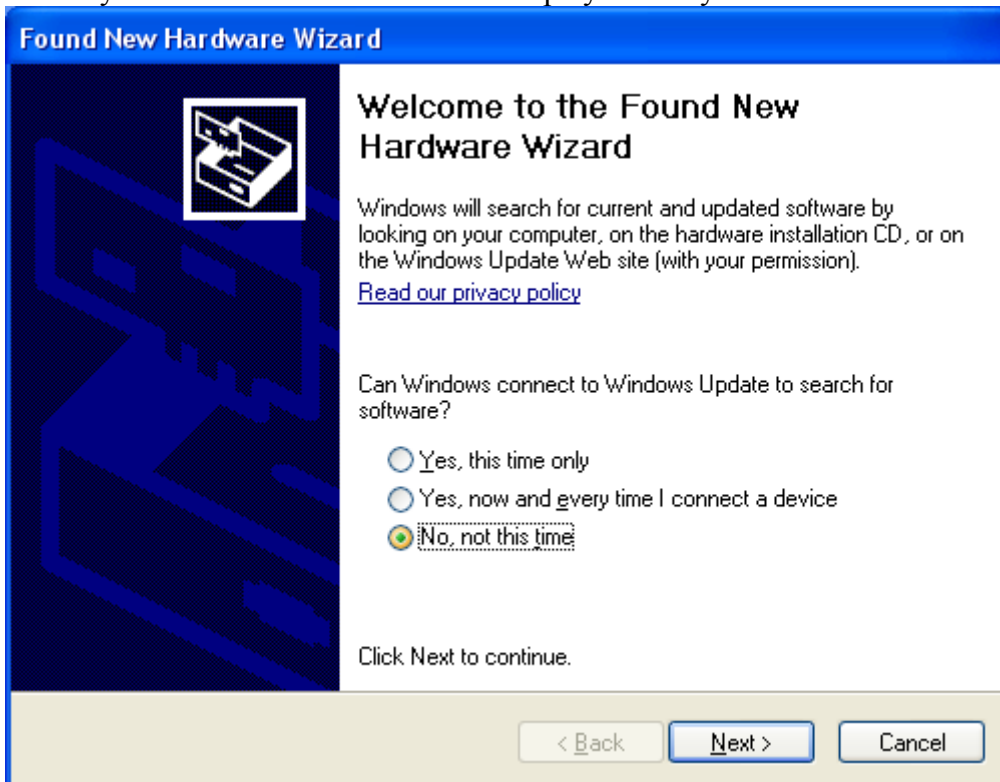 Found New Hardware Wizard
Welcome to the Found New
Hardware Wizard
Windows will search for current and updated software by
looking on your computer, on the hardware installation CD, or on
the Windows Update Web site (with your permission).
Read our privacy policy
Can Windows connect to Windows Update to search for
software?
Yes, this time only
Yes, now and every time I connect a device
No, not this time
Click Next to continue.
< Back
Next >
Cancel